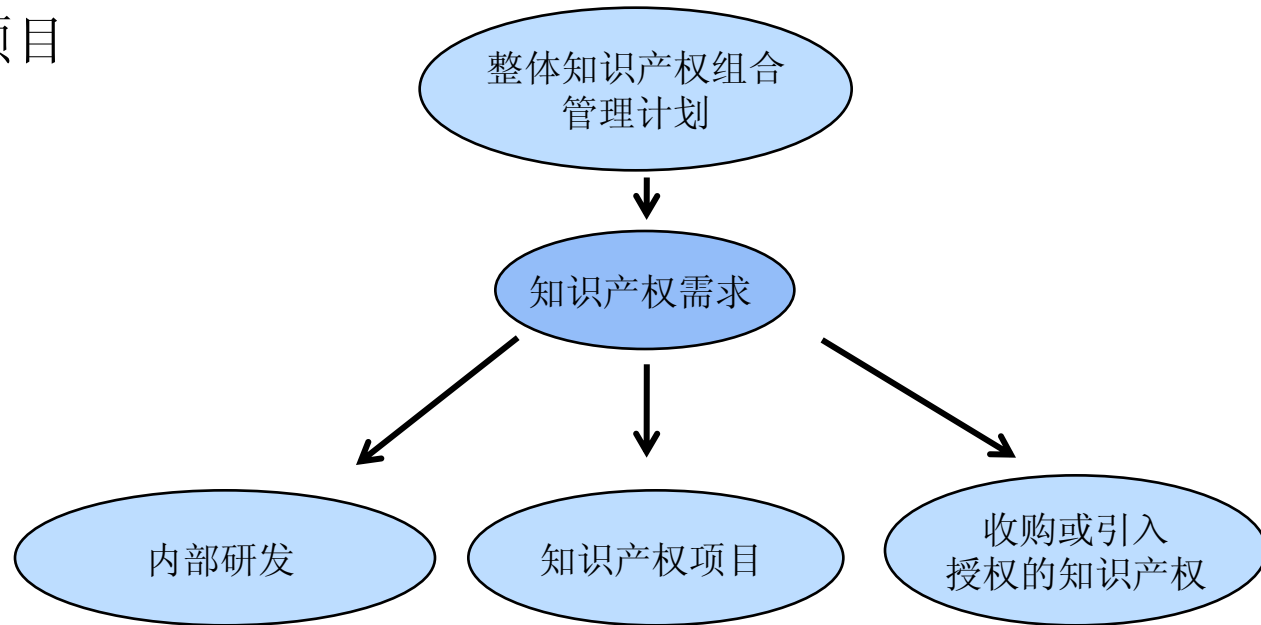 项目
整体知识产权组合
管理计划
知识产权需求
内部研发
知识产权项目
收购或引入
授权的知识产权